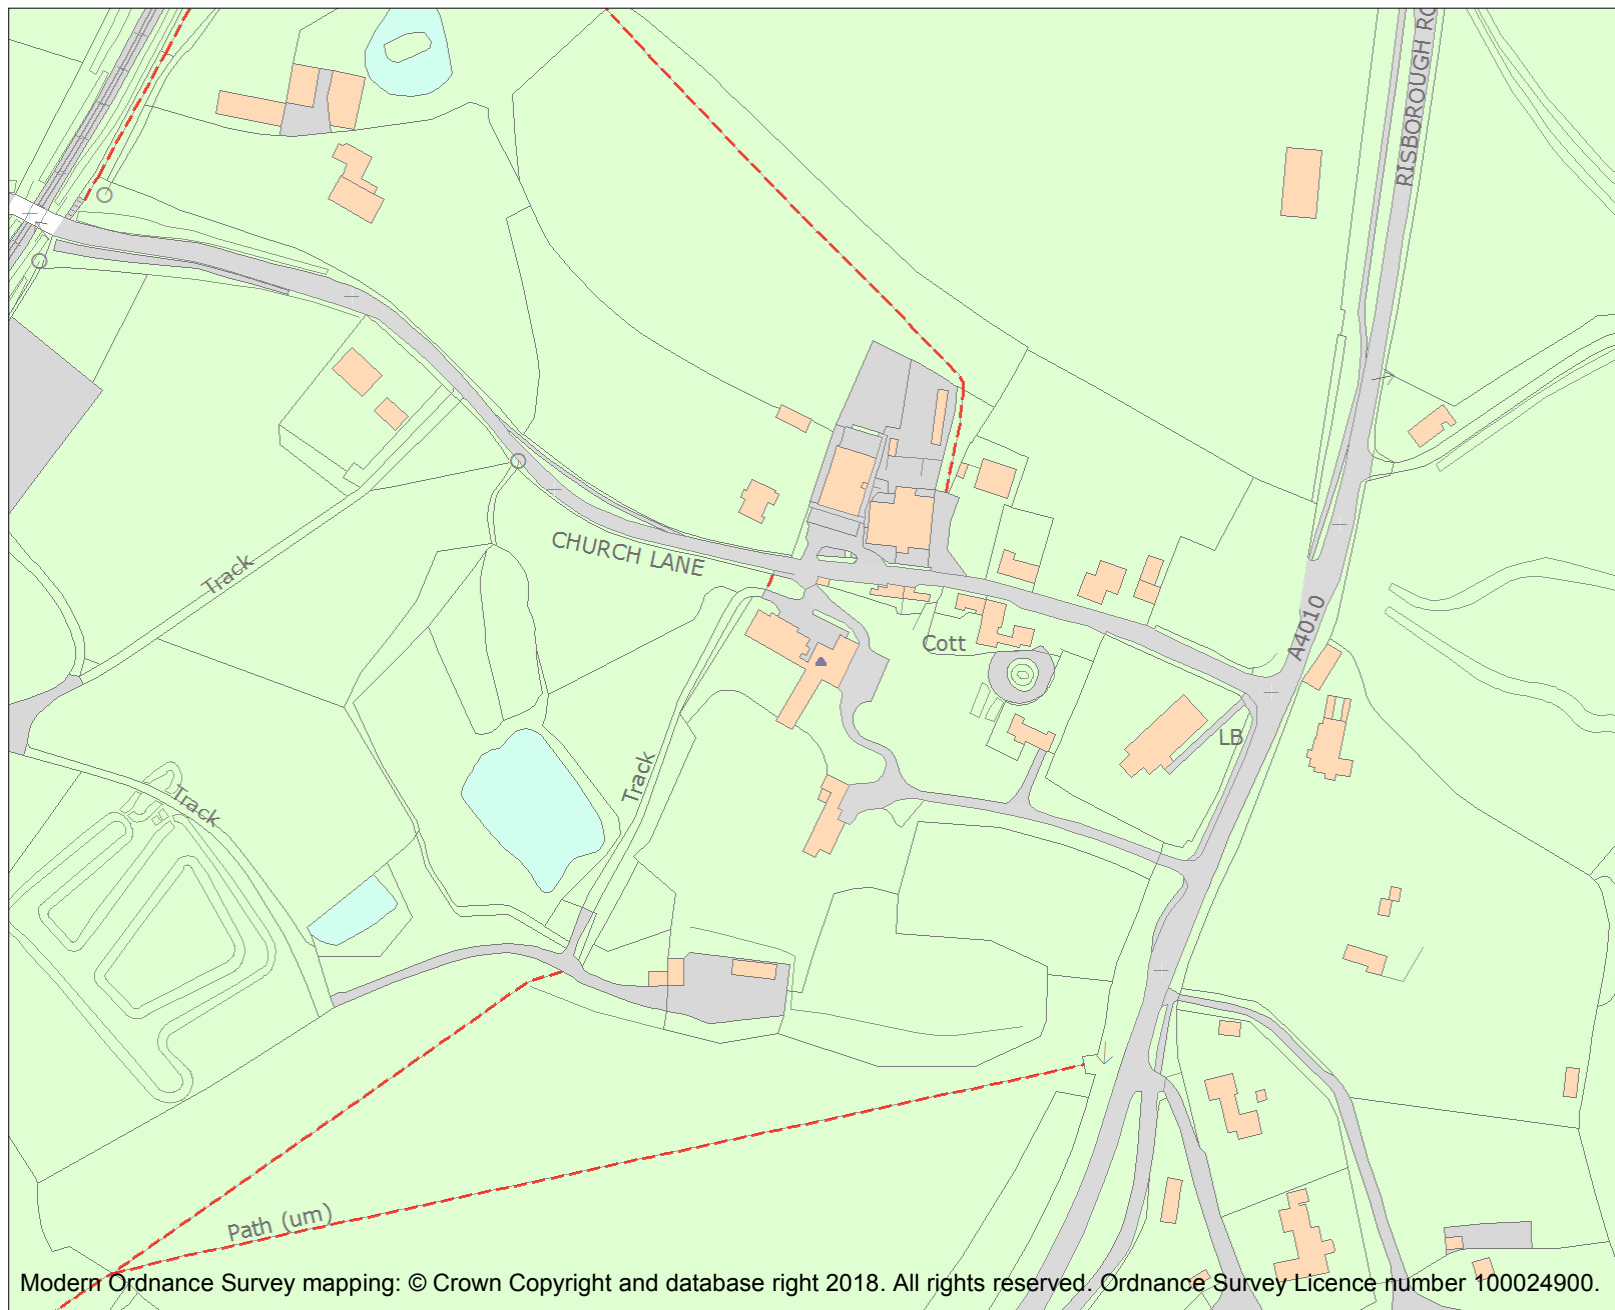 RISBOROUGH RO
CHURCH LANE
Track
A4010
Cott
LB
Track
Track
Path (um)
Modern Ordnance Survey mapping: © Crown Copyright and database right 2018. All rights reserved. Ordnance Survey Licence number 100024900.